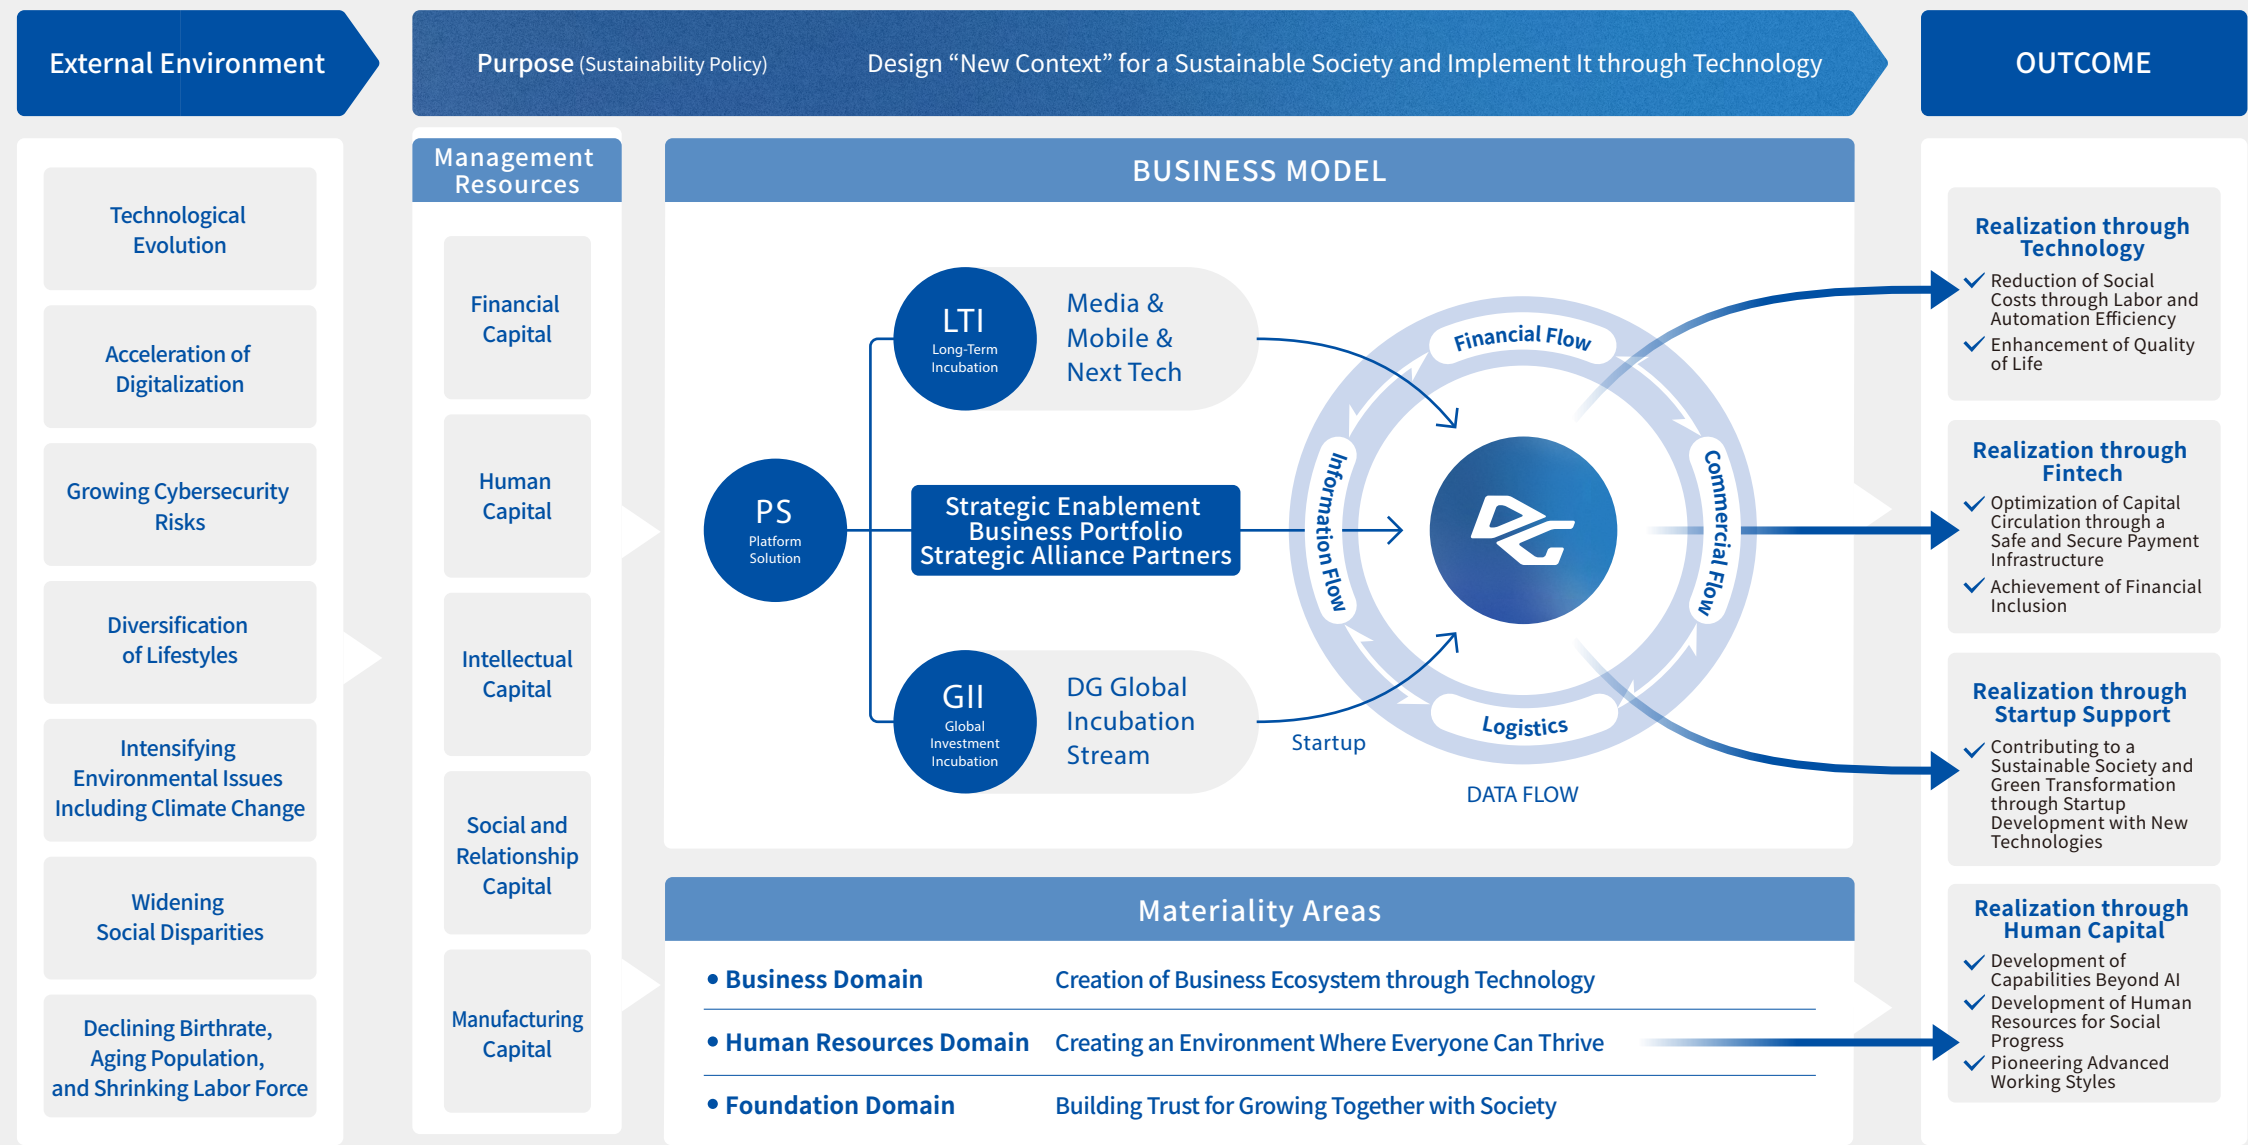 External Environment
Purpose (Sustainability Policy)
Design “New Context” for a Sustainable Society and Implement It through Technology
OUTCOME
Technological
Evolution
Acceleration of
Digitalization
Growing Cybersecurity
Risks
Diversification
of Lifestyles
Intensifying
Environmental Issues
Including Climate Change
Widening
Social Disparities
Declining Birthrate,
Aging Population,
and Shrinking Labor Force
Management
Resources
Financial
Capital
Human
Capital
Intellectual
Capital
Social and
Relationship
Capital
Manufacturing
Capital
BUSINESS MODEL
PS
Platform
Solution
LTI
Long-Term
Incubation
Media &
Mobile &
Next Tech
Strategic Enablement
Business Portfolio
Strategic Alliance Partners
GII
Global
Investment
Incubation
DG Global
Incubation
Stream
Startup
Financial Flow
Information Flow
Commercial Flow
Logistics
DG
DATA FLOW
Materiality Areas
• Business Domain Creation of Business Ecosystem through Technology
• Human Resources Domain Creating an Environment Where Everyone Can Thrive
• Foundation Domain Building Trust for Growing Together with Society
Realization through
Technology
✓ Reduction of Social
Costs through Labor and
Automation Efficiency
✓ Enhancement of Quality
of Life
Realization through
Fintech
✓ Optimization of Capital
Circulation through a
Safe and Secure Payment
Infrastructure
✓ Achievement of Financial
Inclusion
Realization through
Startup Support
✓ Contributing to a
Sustainable Society and
Green Transformation
through Startup
Development with New
Technologies
Realization through
Human Capital
✓ Development of
Capabilities Beyond AI
✓ Development of Human
Resources for Social
Progress
✓ Pioneering Advanced
Working Styles